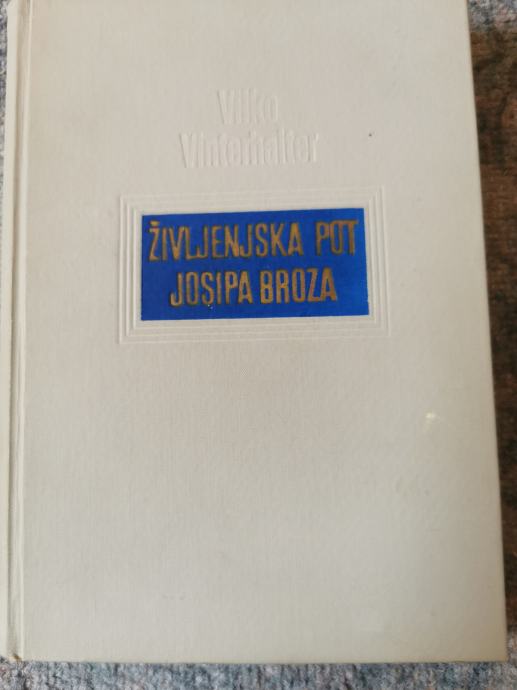 Vilko
Vinterhalter
ŽIVLJENJSKA POT
JOSIPA BROZA